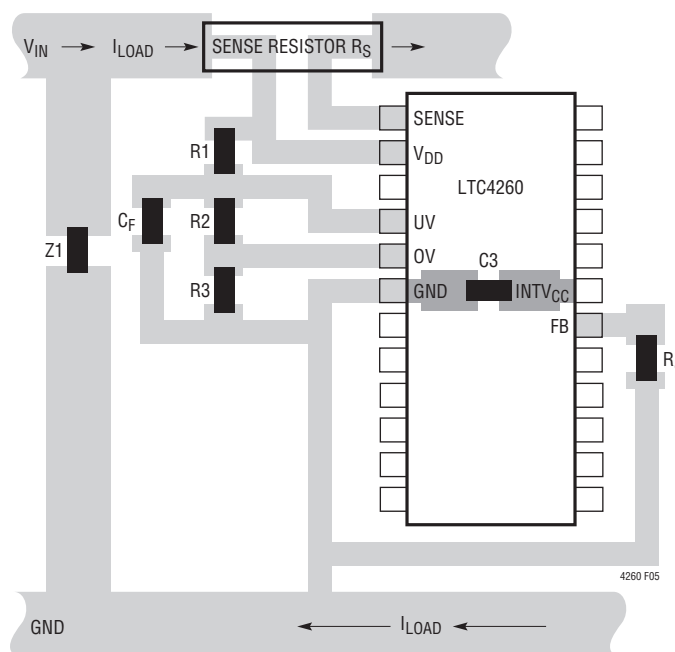 VIN ILOAD SENSE RESISTOR RS
SENSE
R1
VDD
LTC4260
CF
R2
UV
Z1
OV
C3
R3
GND
INTVCC
FB
R
4260 F05
GND
ILOAD